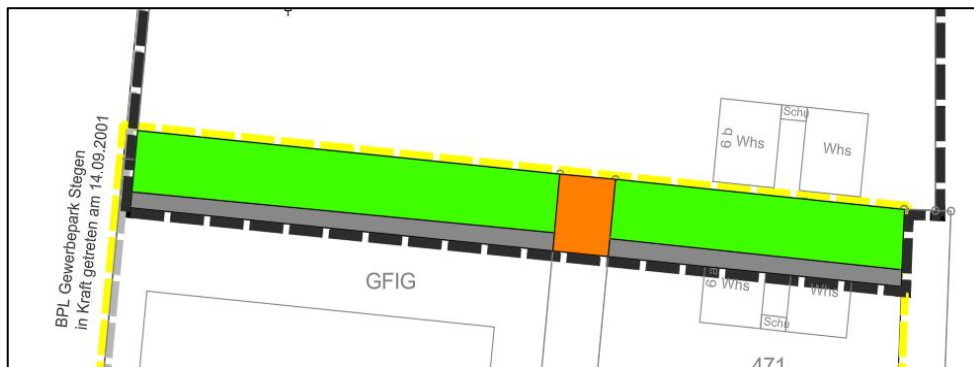 BPL Gewerbepark Stegen
in Kraft getreten am 14.09.2001
Schu
6 b
Whs
Whs
GFIG
6 a
Whs
Whs
Schu
471